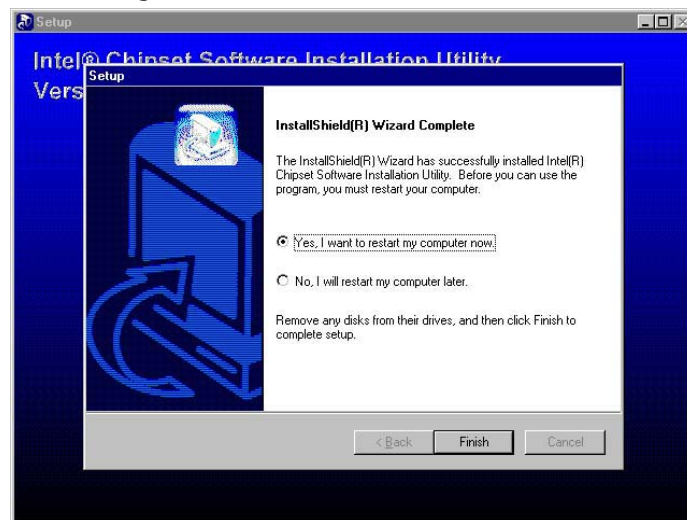 Setup
Intel® Chipset Software Installation Utility
Vers
Setup
InstallShield(R) Wizard Complete
The InstallShield(R) Wizard has successfully installed Intel(R)
Chipset Software Installation Utility. Before you can use the
program, you must restart your computer.
Yes, I want to restart my computer now.
No, I will restart my computer later.
Remove any disks from their drives, and then click Finish to
complete setup.
< Back
Finish
Cancel